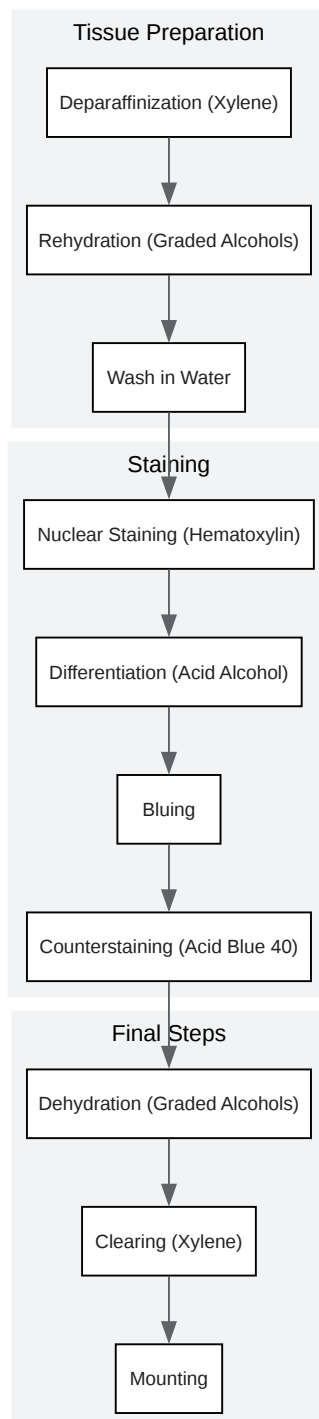 Tissue Preparation
Deparaffinization (Xylene)
Rehydration (Graded Alcohols)
Wash in Water
Staining
Nuclear Staining (Hematoxylin)
Differentiation (Acid Alcohol)
Bluing
Counterstaining (Acid Blue 40)
Final Steps
Dehydration (Graded Alcohols)
Clearing (Xylene)
Mounting